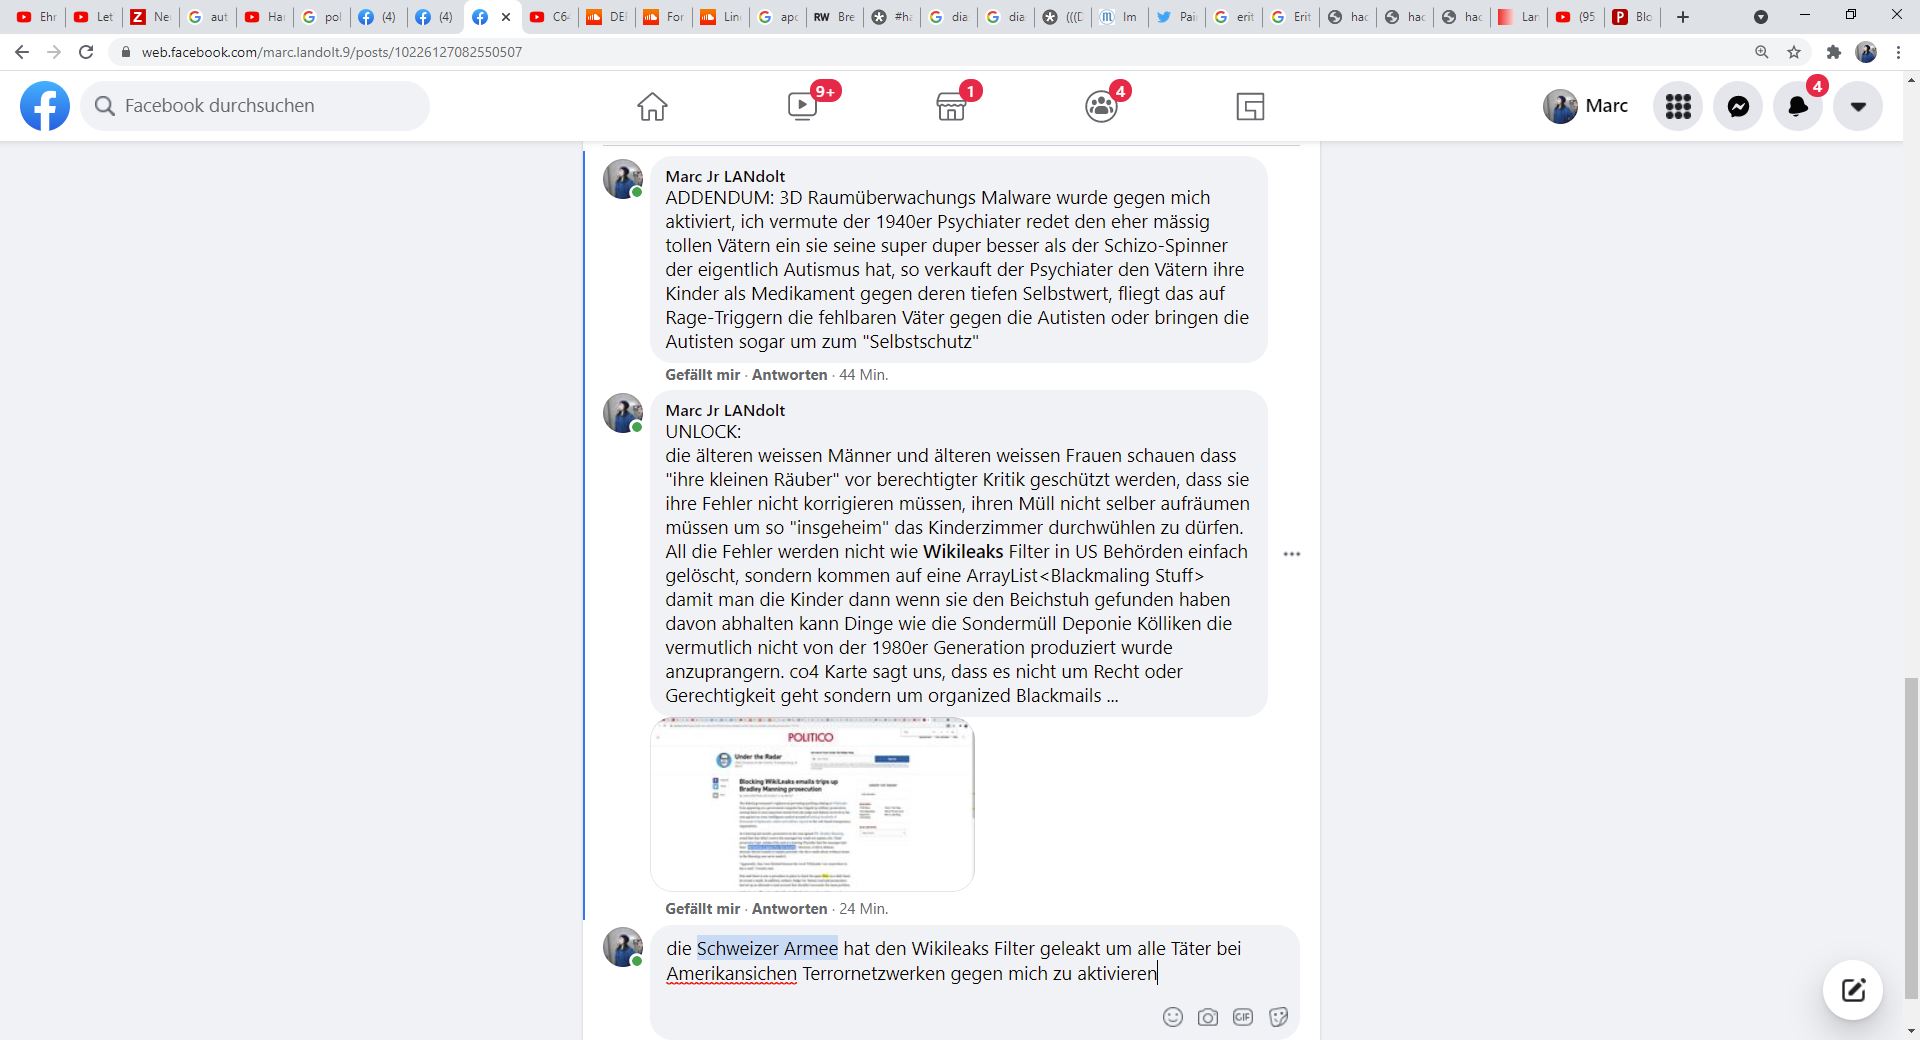 Ehr
Let
Z Ne
aut
Ha
pol
(4)
(4)
C6
DE
For
Lin
apo
RW Bre
#ha
dia
dia
(((D
Im
Pai
erit
Erit
hac
hac
hac
Lar
(95
Blo
web.facebook.com/marc.landolt.9/posts/10226127082550507
Facebook durchsuchen
9+
1
4
Marc
4
Marc Jr LANdolt
ADDENDUM: 3D Raumüberwachungs Malware wurde gegen mich
aktiviert, ich vermute der 1940er Psychiater redet den eher mässig
tollen Vätern ein sie seine super duper besser als der Schizo-Spinner
der eigentlich Autismus hat, so verkauft der Psychiater den Vätern ihre
Kinder als Medikament gegen deren tiefen Selbstwert, fliegt das auf
Rage-Triggern die fehlbaren Väter gegen die Autisten oder bringen die
Autisten sogar um zum "Selbstschutz"
Gefällt mir · Antworten · 44 Min.
Marc Jr LANdolt
UNLOCK:
die älteren weissen Männer und älteren weissen Frauen schauen dass
"ihre kleinen Räuber" vor berechtigter Kritik geschützt werden, dass sie
ihre Fehler nicht korrigieren müssen, ihren Müll nicht selber aufräumen
müssen um so "insgeheim" das Kinderzimmer durchwühlen zu dürfen.
All die Fehler werden nicht wie Wikileaks Filter in US Behörden einfach
gelöscht, sondern kommen auf eine ArrayList<Blackmaling Stuff>
damit man die Kinder dann wenn sie den Beichstuh gefunden haben
davon abhalten kann Dinge wie die Sondermüll Deponie Kölliken die
vermutlich nicht von der 1980er Generation produziert wurde
anzuprangern. co4 Karte sagt uns, dass es nicht um Recht oder
Gerechtigkeit geht sondern um organized Blackmails ...
POLITICO
Under the Radar
Blocking WikiLeaks emails trips up
Bradley Manning prosecution
Gefällt mir · Antworten · 24 Min.
die Schweizer Armee hat den Wikileaks Filter geleakt um alle Täter bei
Amerikansichen Terrornetzwerken gegen mich zu aktivieren
GIF